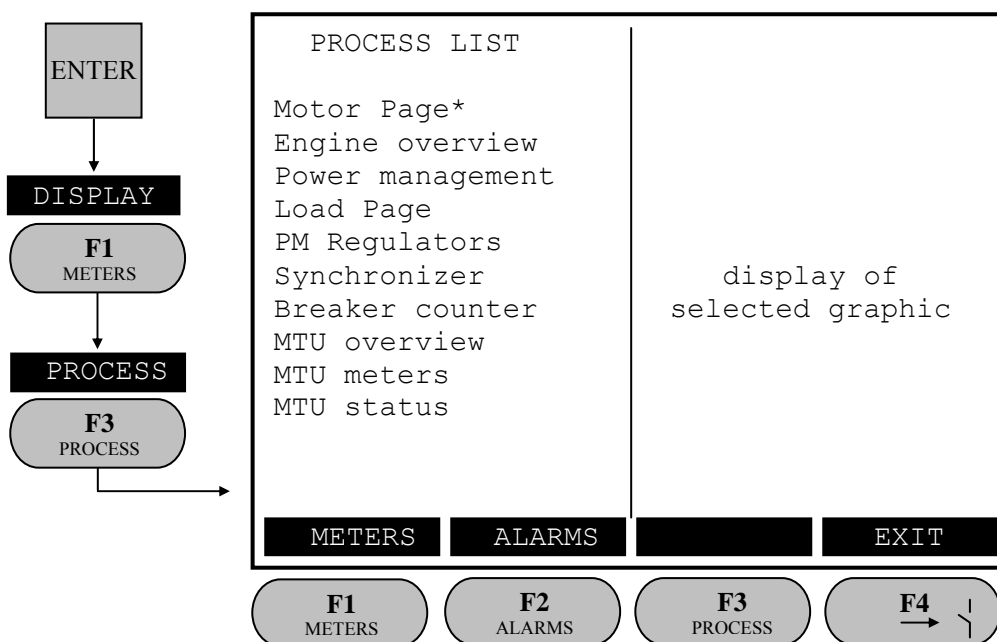 ENTER
DISPLAY
F1
METERS
PROCESS
F3
PROCESS
PROCESS LIST
Motor Page*
Engine overview
Power management
Load Page
PM Regulators
Synchronizer
Breaker counter
MTU overview
MTU meters
MTU status
display of
selected graphic
METERS ALARMS EXIT
F1 F2 F3 F4
METERS ALARMS PROCESS